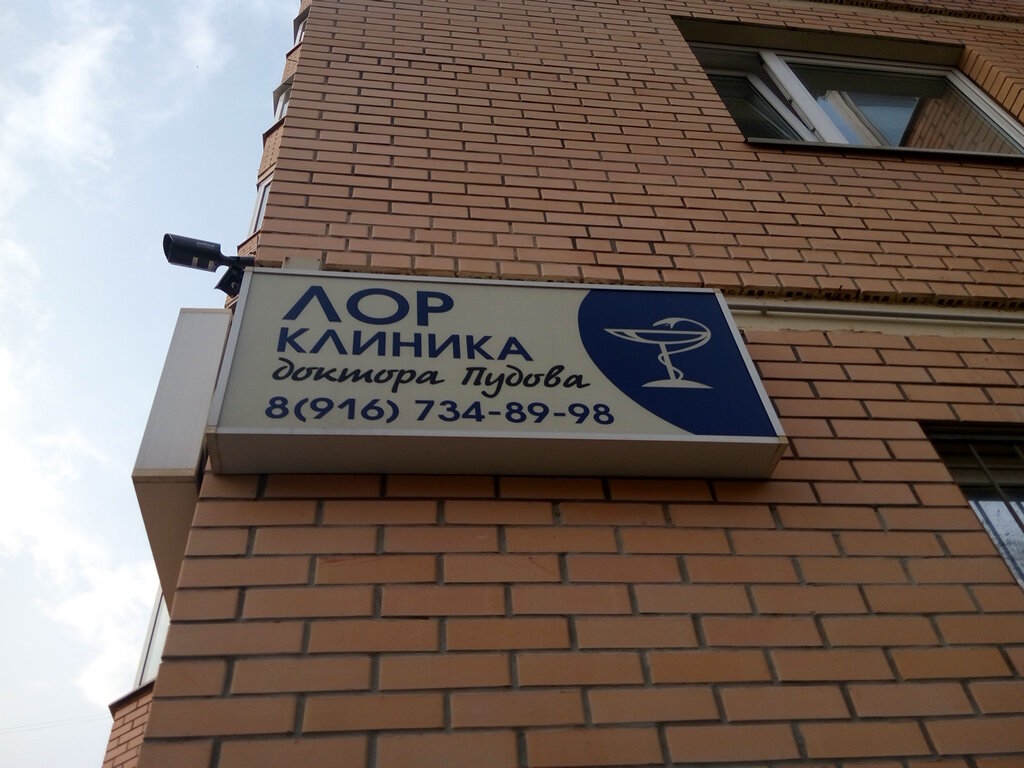 ЛОР
КЛИНИКА
доктора Пудова
8(916) 734-89-98